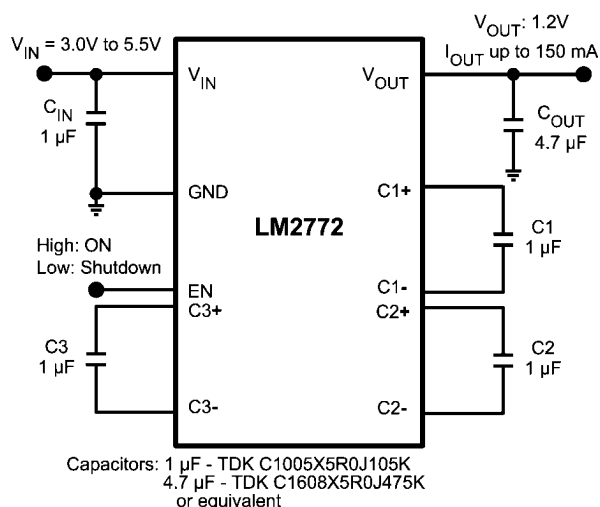 V_OUT: 1.2V
V_IN = 3.0V to 5.5V
I_OUT up to 150 mA
V_IN
V_OUT
C_IN
1 µF
C_OUT
4.7 µF
GND
C1+
LM2772
High: ON
Low: Shutdown
C1
1 µF
EN
C1-
C3+
C2+
C3
1 µF
C2
1 µF
C3-
C2-
Capacitors: 1 µF - TDK C1005X5R0J105K
4.7 µF - TDK C1608X5R0J475K
or equivalent